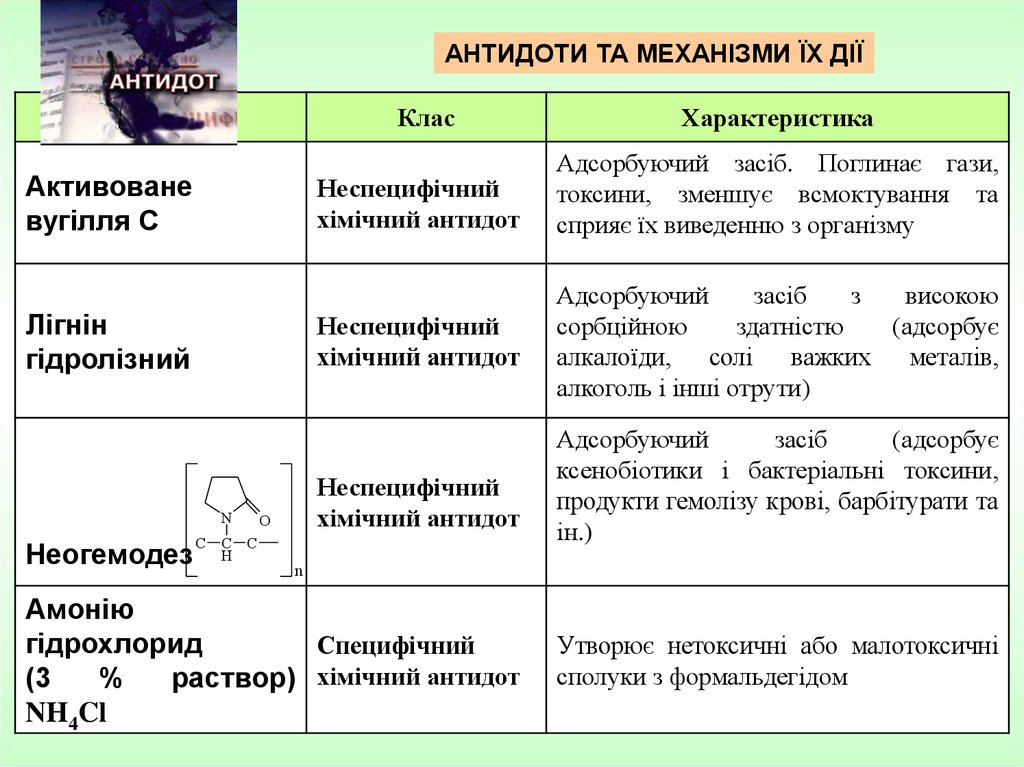 СТРОГО
АНТИДОТ
АНТИДОТИ ТА МЕХАНІЗМИ ЇХ ДІЇ
Клас
Характеристика
Активоване
вугілля С
Неспецифічний
хімічний антидот
Адсорбуючий засіб. Поглинає гази,
токсини, зменшує всмоктування та
сприяє їх виведенню з організму
Лігнін
гідролізний
Неспецифічний
хімічний антидот
Адсорбуючий засіб з високою
сорбційною здатністю (адсорбує
алкалоїди, солі важких металів,
алкоголь і інші отрути)
Неогемодез
N O
C C C
H
n
Неспецифічний
хімічний антидот
Адсорбуючий засіб (адсорбує
ксенобіотики і бактеріальні токсини,
продукти гемолізу крові, барбітурати та
ін.)
Амонію
гідрохлорид
(3 % раствор)
NH₄Cl
Специфічний
хімічний антидот
Утворює нетоксичні або малотоксичні
сполуки з формальдегідом